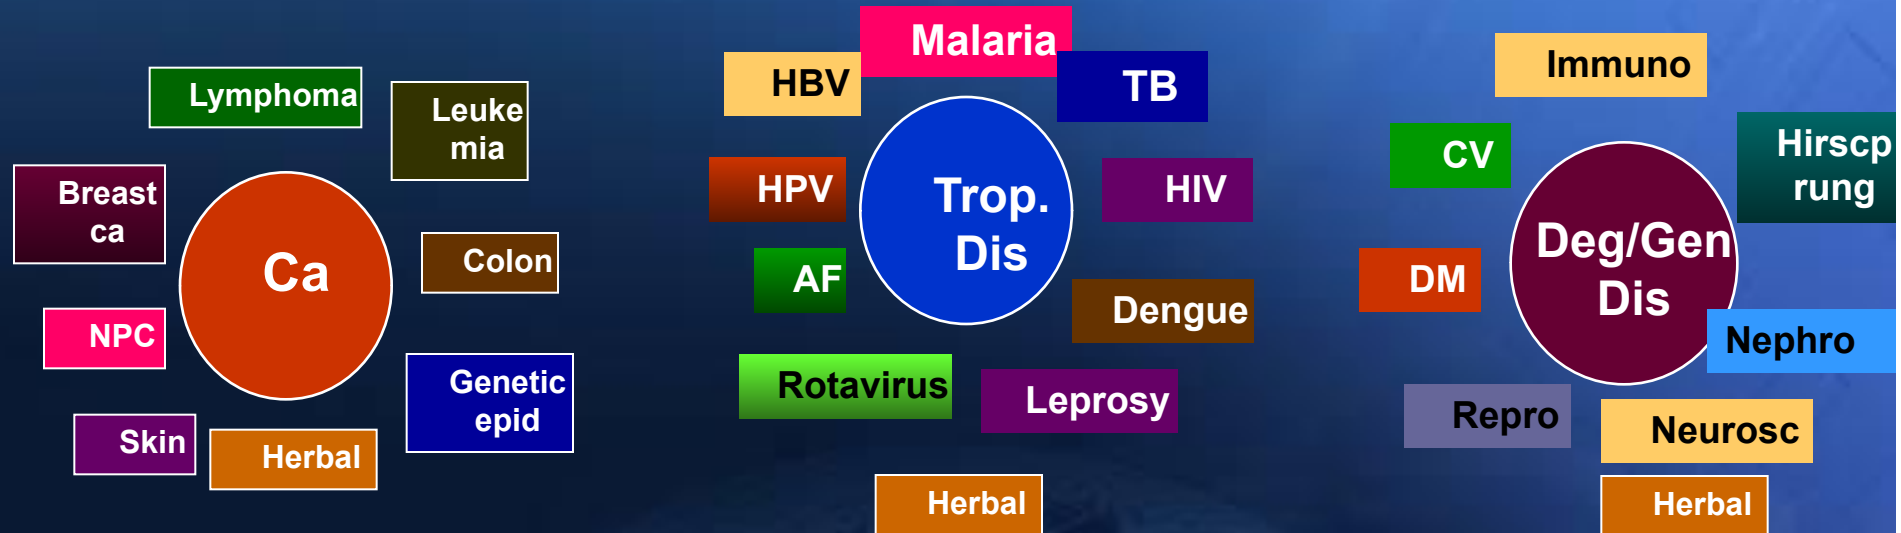 Lymphoma
Leuke
mia
Breast
ca
Ca
Colon
NPC
Genetic
epid
Skin
Herbal
Malaria
HBV
TB
HPV
Trop.
Dis
HIV
AF
Dengue
Rotavirus
Leprosy
Herbal
Immuno
CV
Hirscp
rung
Deg/Gen
Dis
DM
Nephro
Repro
Neurosc
Herbal